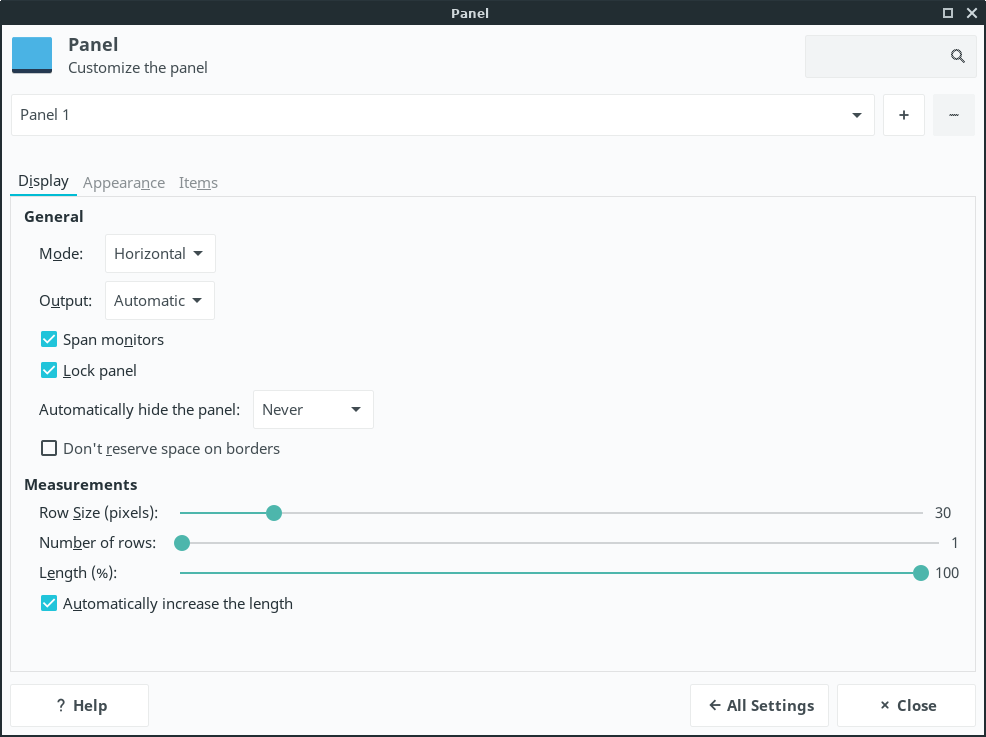 Panel
Panel
Customize the panel
Panel 1
Display Appearance Items
General
Mode: Horizontal
Output: Automatic
Span monitors
Lock panel
Automatically hide the panel: Never
Don't reserve space on borders
Measurements
Row Size (pixels): 30
Number of rows: 1
Length (%): 100
Automatically increase the length
? Help ← All Settings × Close